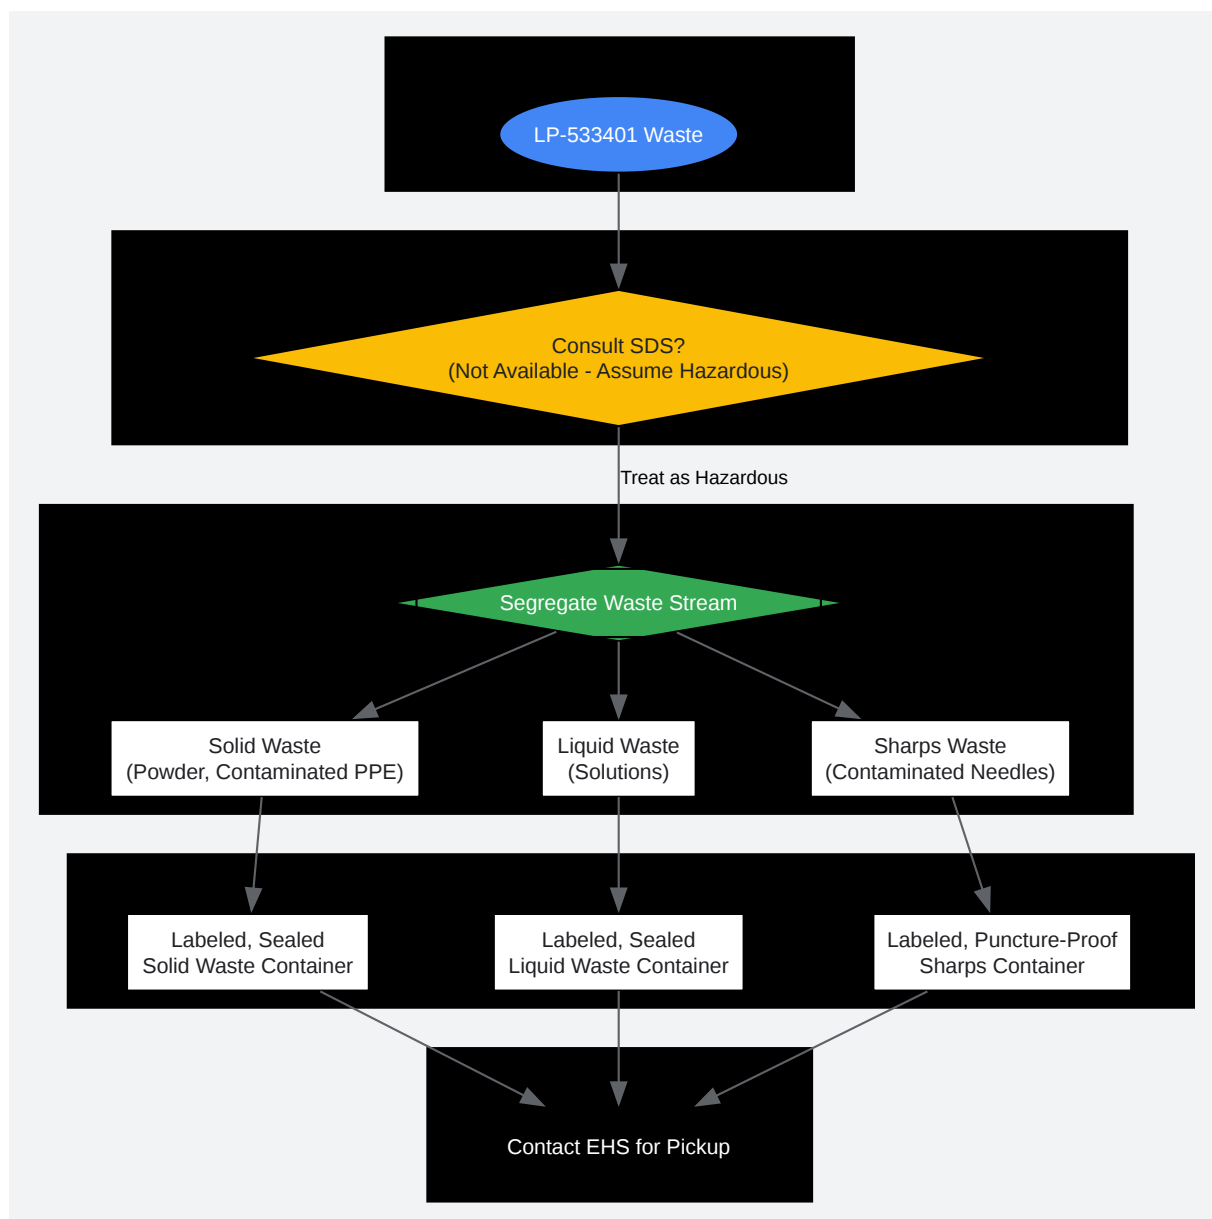 LP-533401 Waste
Consult SDS?
(Not Available - Assume Hazardous)
Treat as Hazardous
Segregate Waste Stream
Solid Waste
(Powder, Contaminated PPE)
Liquid Waste
(Solutions)
Sharps Waste
(Contaminated Needles)
Labeled, Sealed
Solid Waste Container
Labeled, Sealed
Liquid Waste Container
Labeled, Puncture-Proof
Sharps Container
Contact EHS for Pickup